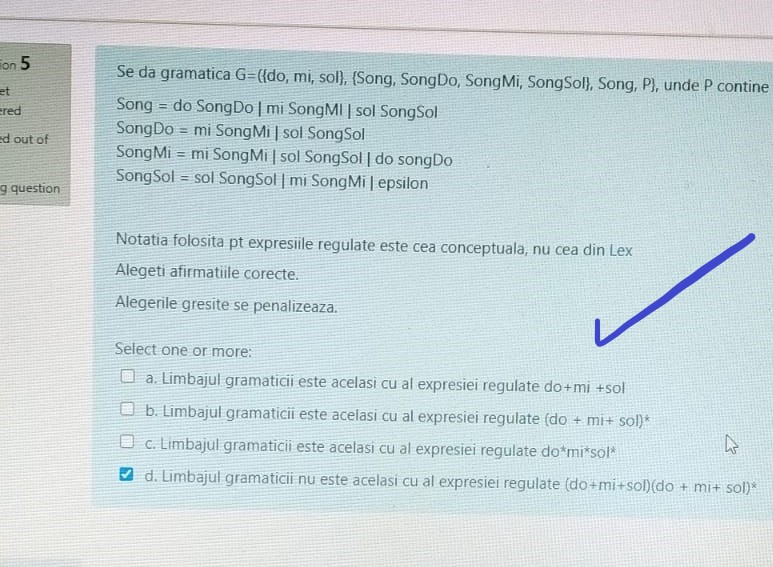 ion 5
et
ered
ed out of
g question
Se da gramatica G=({do, mi, sol}, {Song, SongDo, SongMi, SongSol}, Song, P}, unde P contine
Song = do SongDo | mi SongMI | sol SongSol
SongDo = mi SongMi | sol SongSol
SongMi = mi SongMi | sol SongSol | do songDo
SongSol = sol SongSol | mi SongMi | epsilon
Notatia folosita pt expresiile regulate este cea conceptuala, nu cea din Lex
Alegeti afirmatiile corecte.
Alegerile gresite se penalizeaza.
Select one or more:
a. Limbajul gramaticii este acelasi cu al expresiei regulate do+mi +sol
b. Limbajul gramaticii este acelasi cu al expresiei regulate (do + mi+ sol)*
c. Limbajul gramaticii este acelasi cu al expresiei regulate do*mi*sol*
d. Limbajul gramaticii nu este acelasi cu al expresiei regulate (do+mi+sol)(do + mi+ sol)*